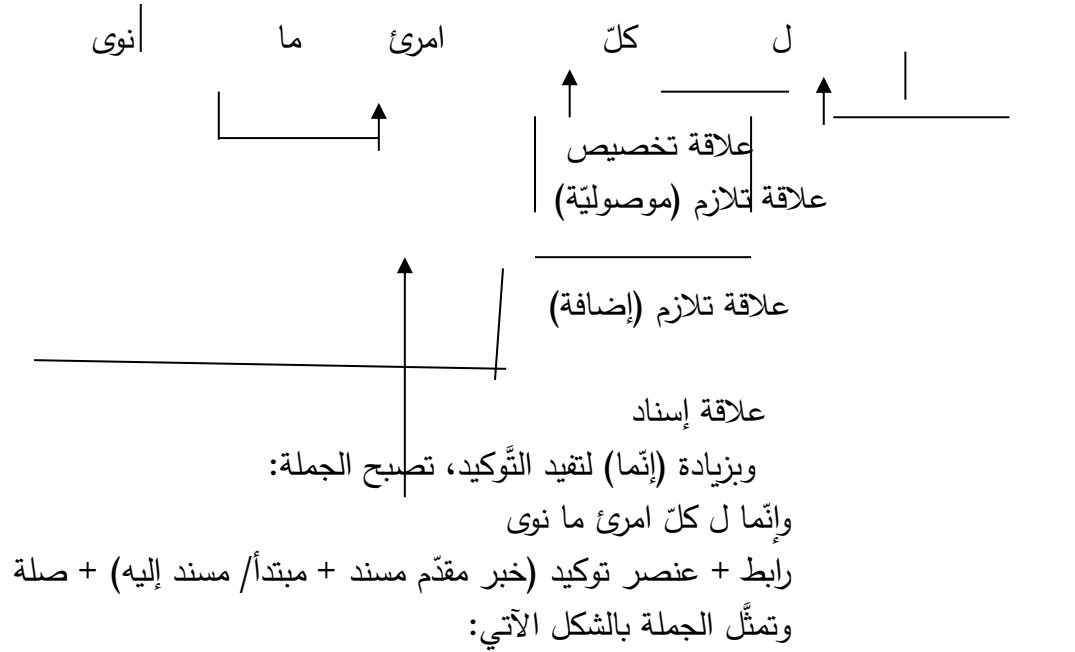 ل كلّ امرئ ما نوى
علاقة تخصيص
علاقة تلازم (موصوليّة)
علاقة تلازم (إضافة)
علاقة إسناد
وبزيادة (إنّما) لتفيد التَّوكيد، تصبح الجملة:
وإنّما ل كلّ امرئ ما نوى
رابط + عنصر توكيد (خبر مقدّم مسند + مبتدأ/ مسند إليه) + صلة
وتمثَّل الجملة بالشكل الآتي: